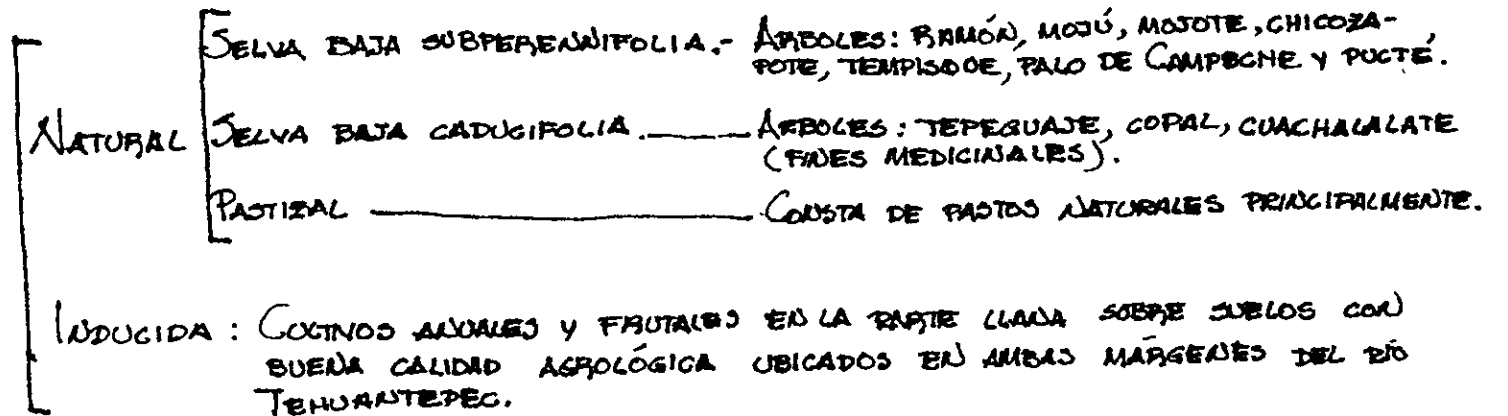 SELVA BAJA SUBPERENNIFOLIA.- ÁRBOLES: RAMÓN, MOJÚ, MOJOTE, CHICOZA-
POTE, TEMPISQUE, PALO DE CAMPECHE Y PUCTÉ.
NATURAL SELVA BAJA CADUCIFOLIA. ÁRBOLES: TEPEGUAJE, COPAL, CUACHALALATE
(FINES MEDICINALES).
PASTIZAL CONSTA DE PASTOS NATURALES PRINCIPALMENTE.
INDUCIDA: CULTIVOS ANUALES Y FRUTALES EN LA PARTE LLANA SOBRE SUELOS CON
BUENA CALIDAD AGROLÓGICA UBICADOS EN AMBAS MÁRGENES DEL RÍO
TEHUANTEPEC.